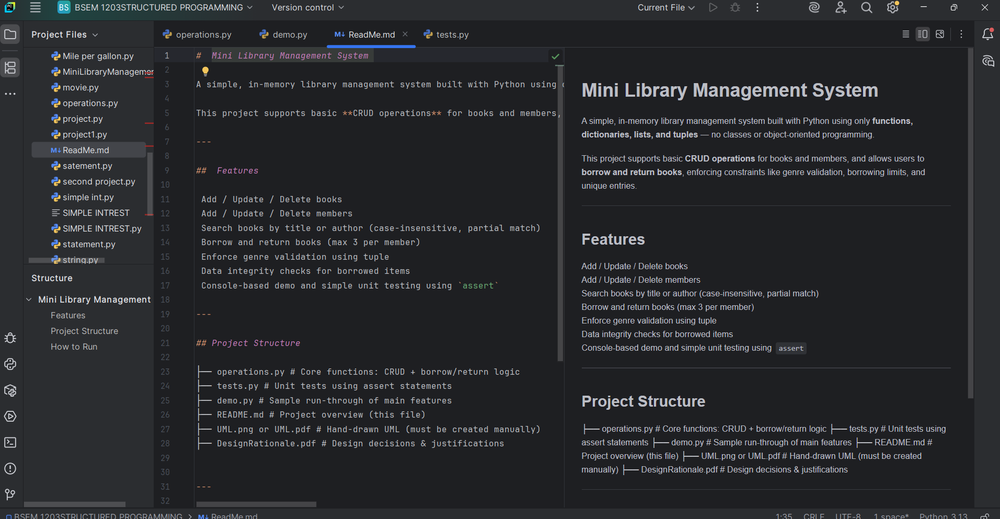 PC
BS BSEM 1203STRUCTURED PROGRAMMING Version control Current File
Project Files
operations.py demo.py M↓ ReadMe.md tests.py
Mile per gallon.py
MiniLibraryManagemen
movie.py
operations.py
project.py
project1.py
M↓ ReadMe.md
satement.py
second project.py
simple int.py
SIMPLE INTREST
SIMPLE INTREST.py
statement.py
string.py
Structure
Mini Library Management
Features
Project Structure
How to Run
1 # Mini Library Management System
2
3 A simple, in-memory library management system built with Python using
4
5 This project supports basic **CRUD operations** for books and members,
6
7 ---
8
9 ## Features
10
11 Add / Update / Delete books
12 Add / Update / Delete members
13 Search books by title or author (case-insensitive, partial match)
14 Borrow and return books (max 3 per member)
15 Enforce genre validation using tuple
16 Data integrity checks for borrowed items
17 Console-based demo and simple unit testing using `assert`
18
19 ---
20
21 ## Project Structure
22
23 ├── operations.py # Core functions: CRUD + borrow/return logic
24 ├── tests.py # Unit tests using assert statements
25 ├── demo.py # Sample run-through of main features
26 ├── README.md # Project overview (this file)
27 ├── UML.png or UML.pdf # Hand-drawn UML (must be created manually)
28 ├── DesignRationale.pdf # Design decisions & justifications
29
30
31 ---
32
Mini Library Management System
A simple, in-memory library management system built with Python using only functions,
dictionaries, lists, and tuples — no classes or object-oriented programming.
This project supports basic CRUD operations for books and members, and allows users to
borrow and return books, enforcing constraints like genre validation, borrowing limits, and
unique entries.
Features
Add / Update / Delete books
Add / Update / Delete members
Search books by title or author (case-insensitive, partial match)
Borrow and return books (max 3 per member)
Enforce genre validation using tuple
Data integrity checks for borrowed items
Console-based demo and simple unit testing using assert
Project Structure
├── operations.py # Core functions: CRUD + borrow/return logic ├── tests.py # Unit tests using
assert statements ├── demo.py # Sample run-through of main features ├── README.md #
Project overview (this file) ├── UML.png or UML.pdf # Hand-drawn UML (must be created
manually) ├── DesignRationale.pdf # Design decisions & justifications
BSEM 1203STRUCTURED PROGRAMMING > M↓ ReadMe.md 1:35 CRLF UTF-8 1 space* Python 3.13